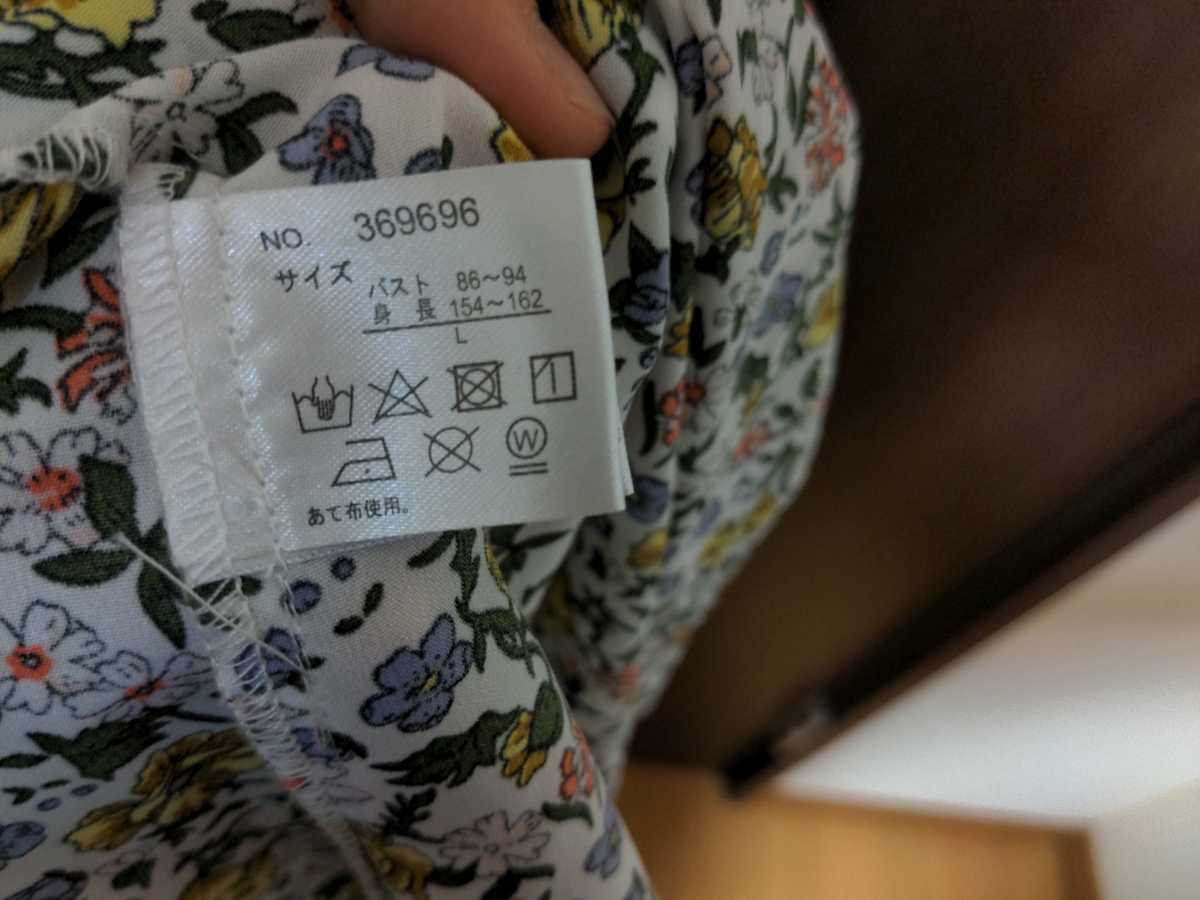 NO. 369696
サイズ バスト 86～94
身長 154～162
L
W
あて布使用。